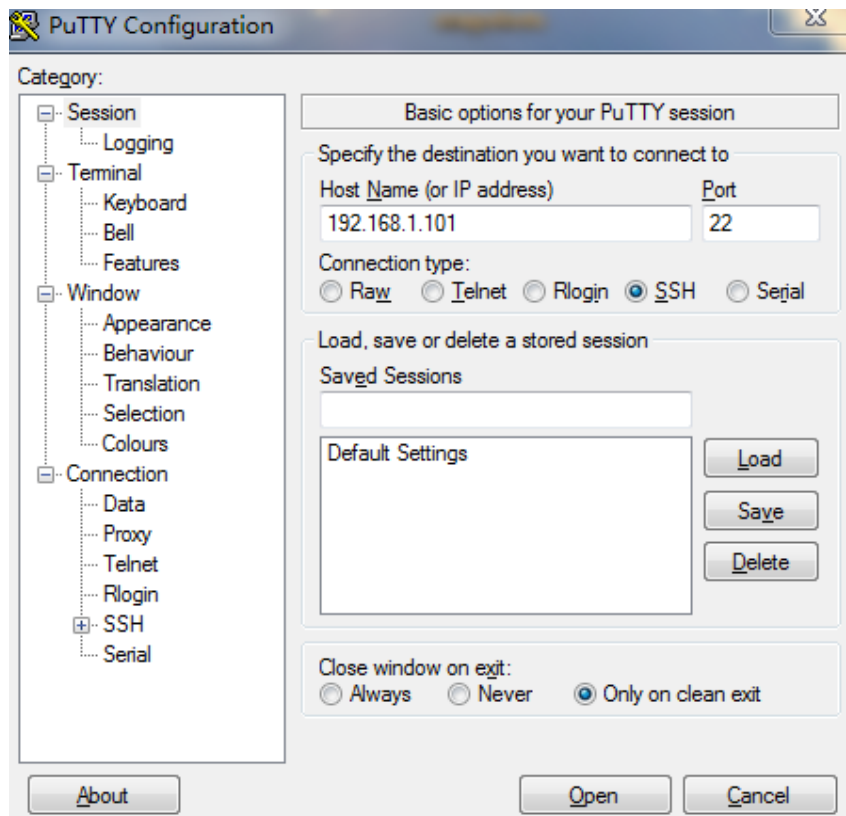 PuTTY Configuration
Category:
Session
Logging
Terminal
Keyboard
Bell
Features
Window
Appearance
Behaviour
Translation
Selection
Colours
Connection
Data
Proxy
Telnet
Rlogin
SSH
Serial
Basic options for your PuTTY session
Specify the destination you want to connect to
Host Name (or IP address) Port
192.168.1.101 22
Connection type:
Raw Telnet Rlogin SSH Serial
Load, save or delete a stored session
Saved Sessions
Default Settings
Load
Save
Delete
Close window on exit:
Always Never Only on clean exit
About Open Cancel